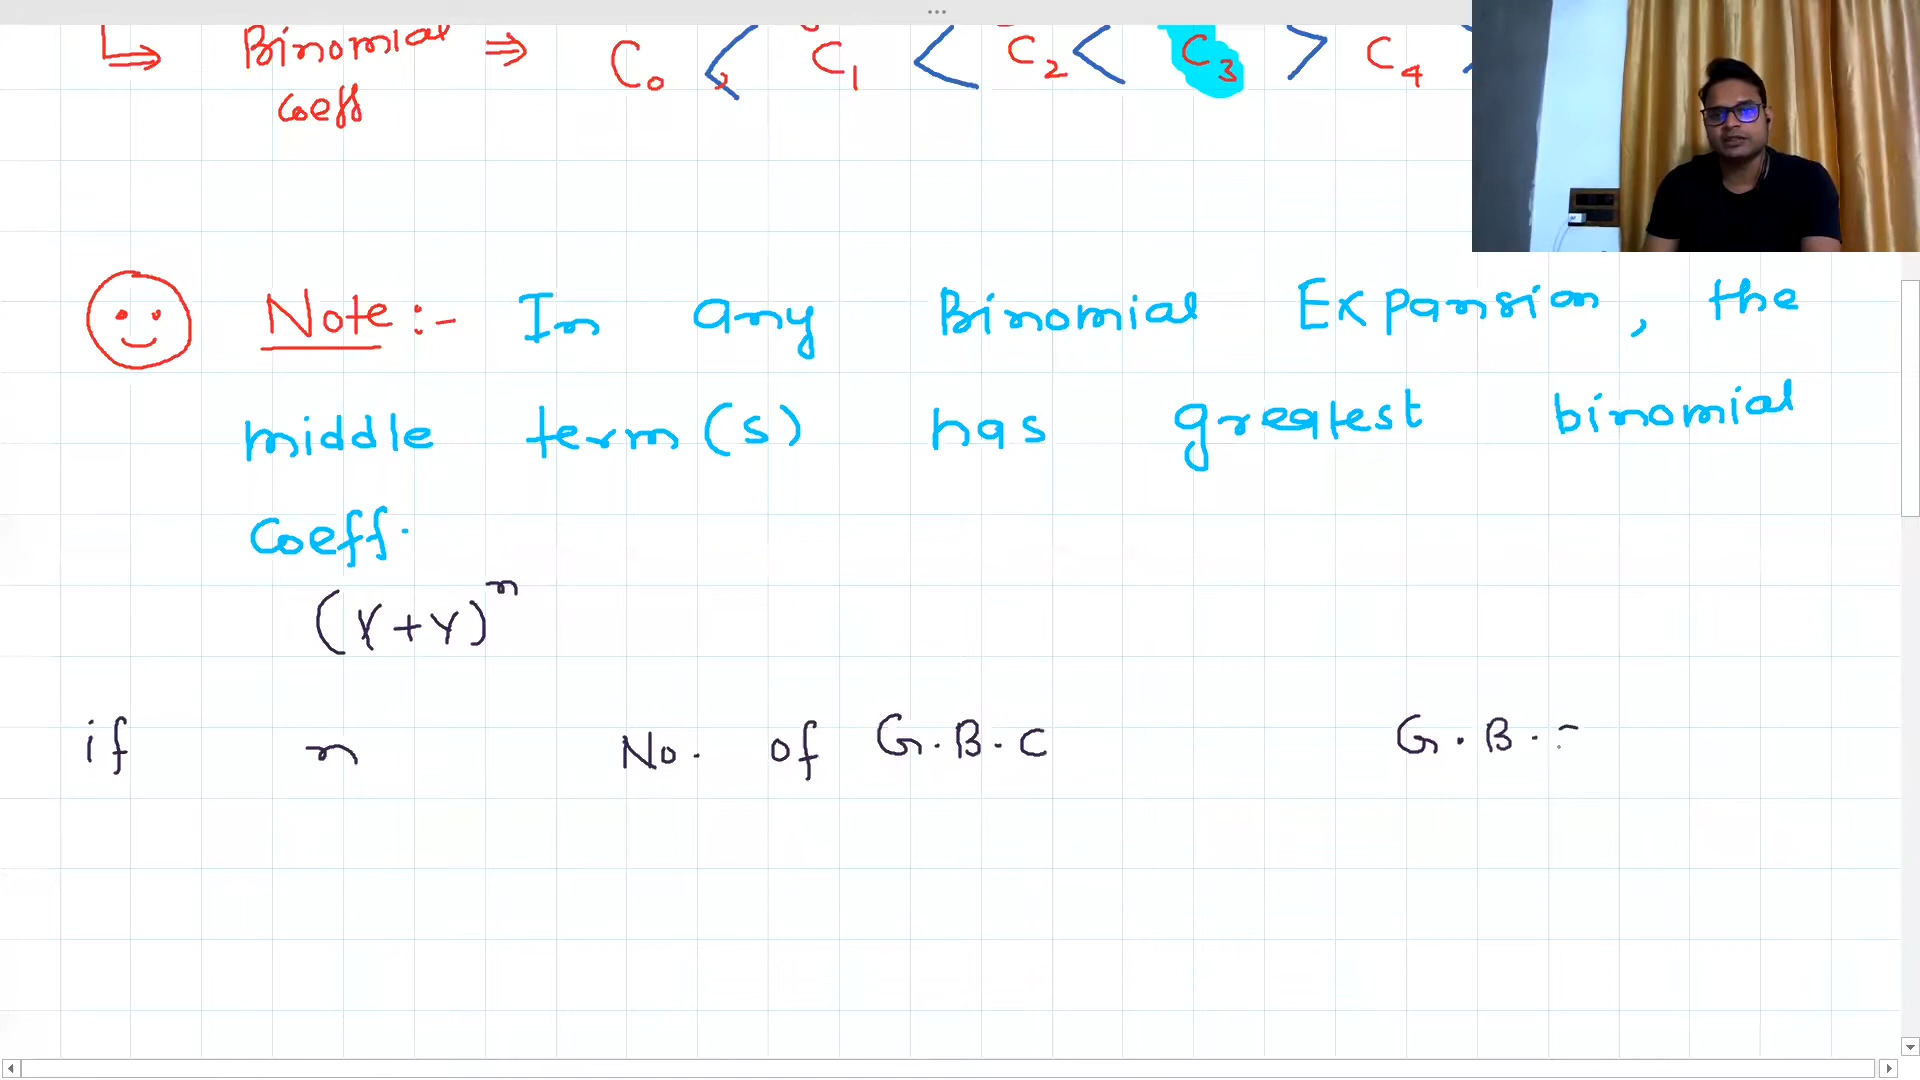 Binomial ⇒ C₀ , < C₁ < C₂ < C₃ > C₄ >
coeff
Note :- In any Binomial Expansion, the
middle term(s) has greatest binomial
coeff.
(X+Y)ⁿ
if n No. of G.B.C G.B.